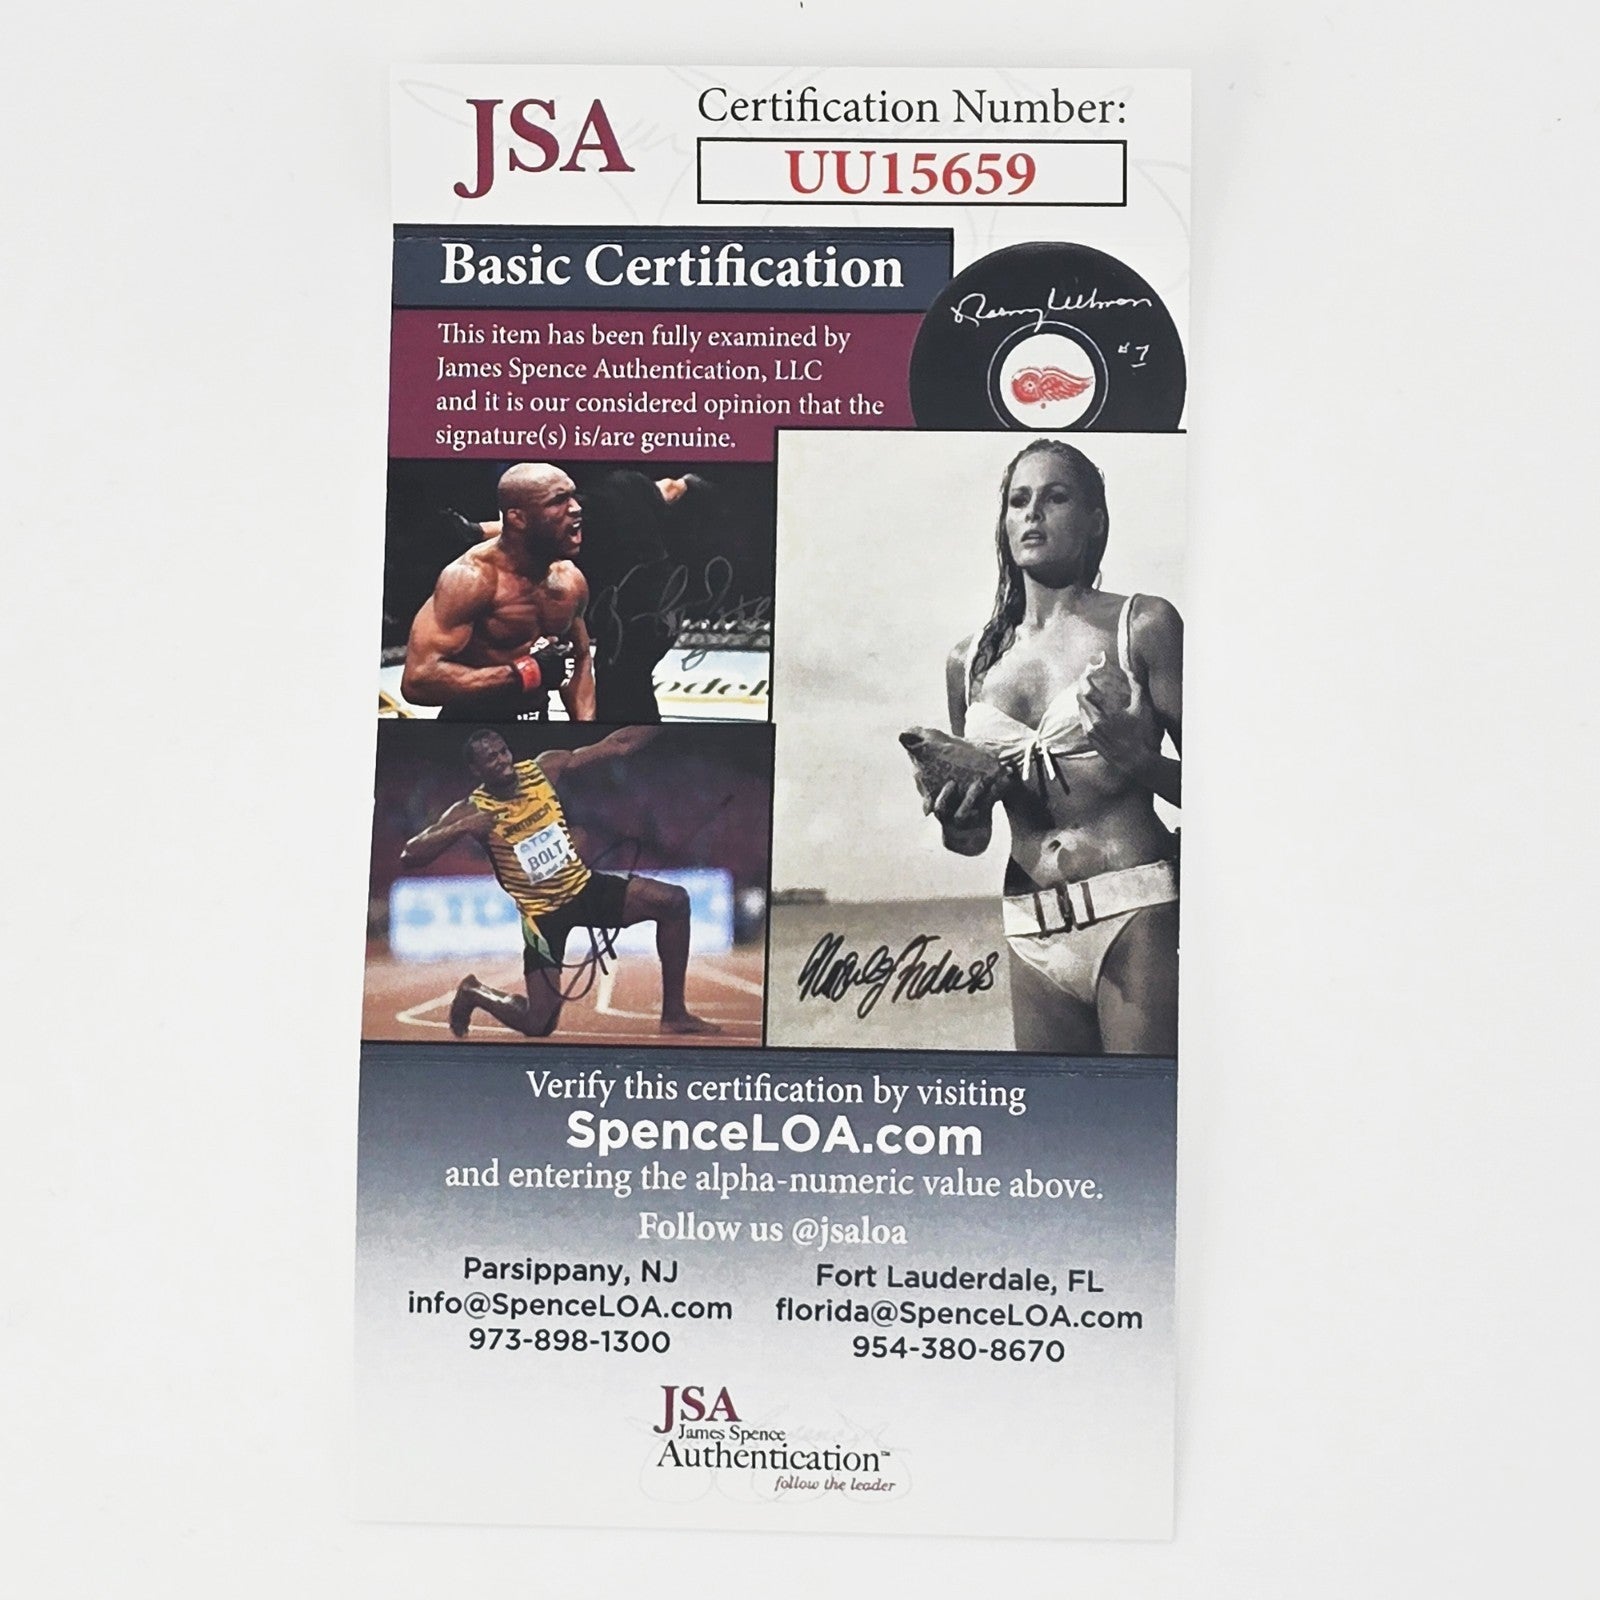 JSA
Certification Number:
UU15659
Basic Certification
This item has been fully examined by
James Spence Authentication, LLC
and it is our considered opinion that the
signature(s) is/are genuine.
#7
BOLT
Verify this certification by visiting
SpenceLOA.com
and entering the alpha-numeric value above.
Follow us @jsaloa
Parsippany, NJ
info@SpenceLOA.com
973-898-1300
Fort Lauderdale, FL
florida@SpenceLOA.com
954-380-8670
JSA
James Spence
Authentication™
follow the leader